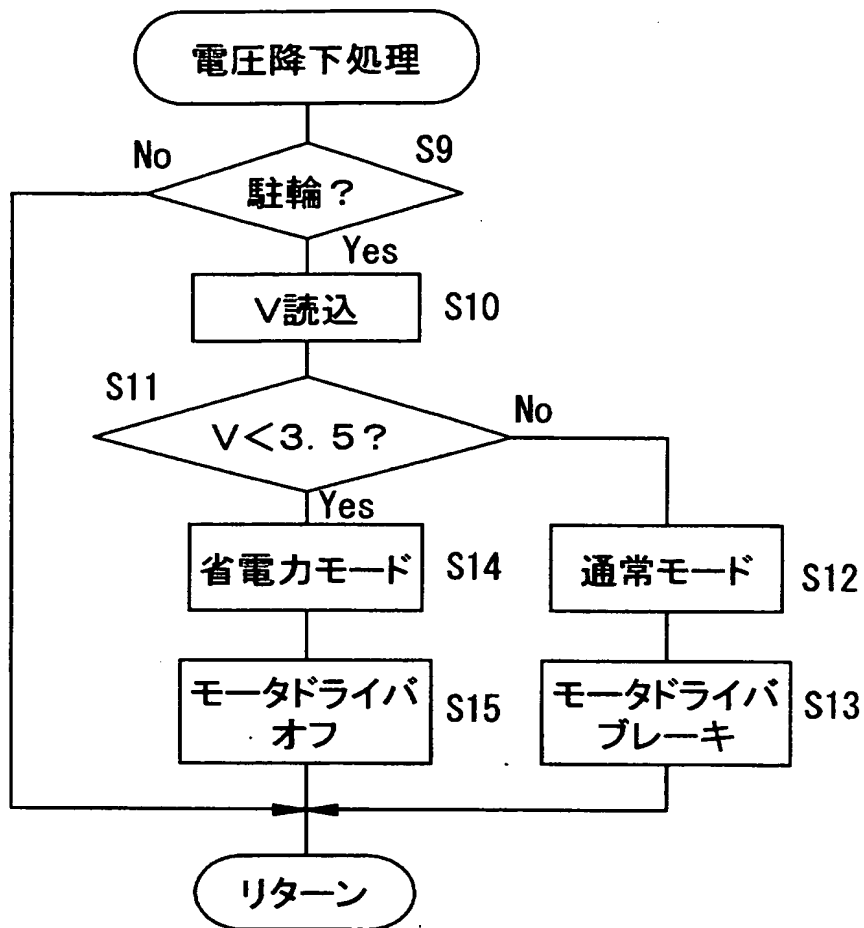 電圧降下処理
No
S9
駐輪?
Yes
V読込
S10
S11
V<3.5?
No
Yes
省電力モード
S14
通常モード
S12
モータドライバ
オフ
S15
モータドライバ
ブレーキ
S13
リターン